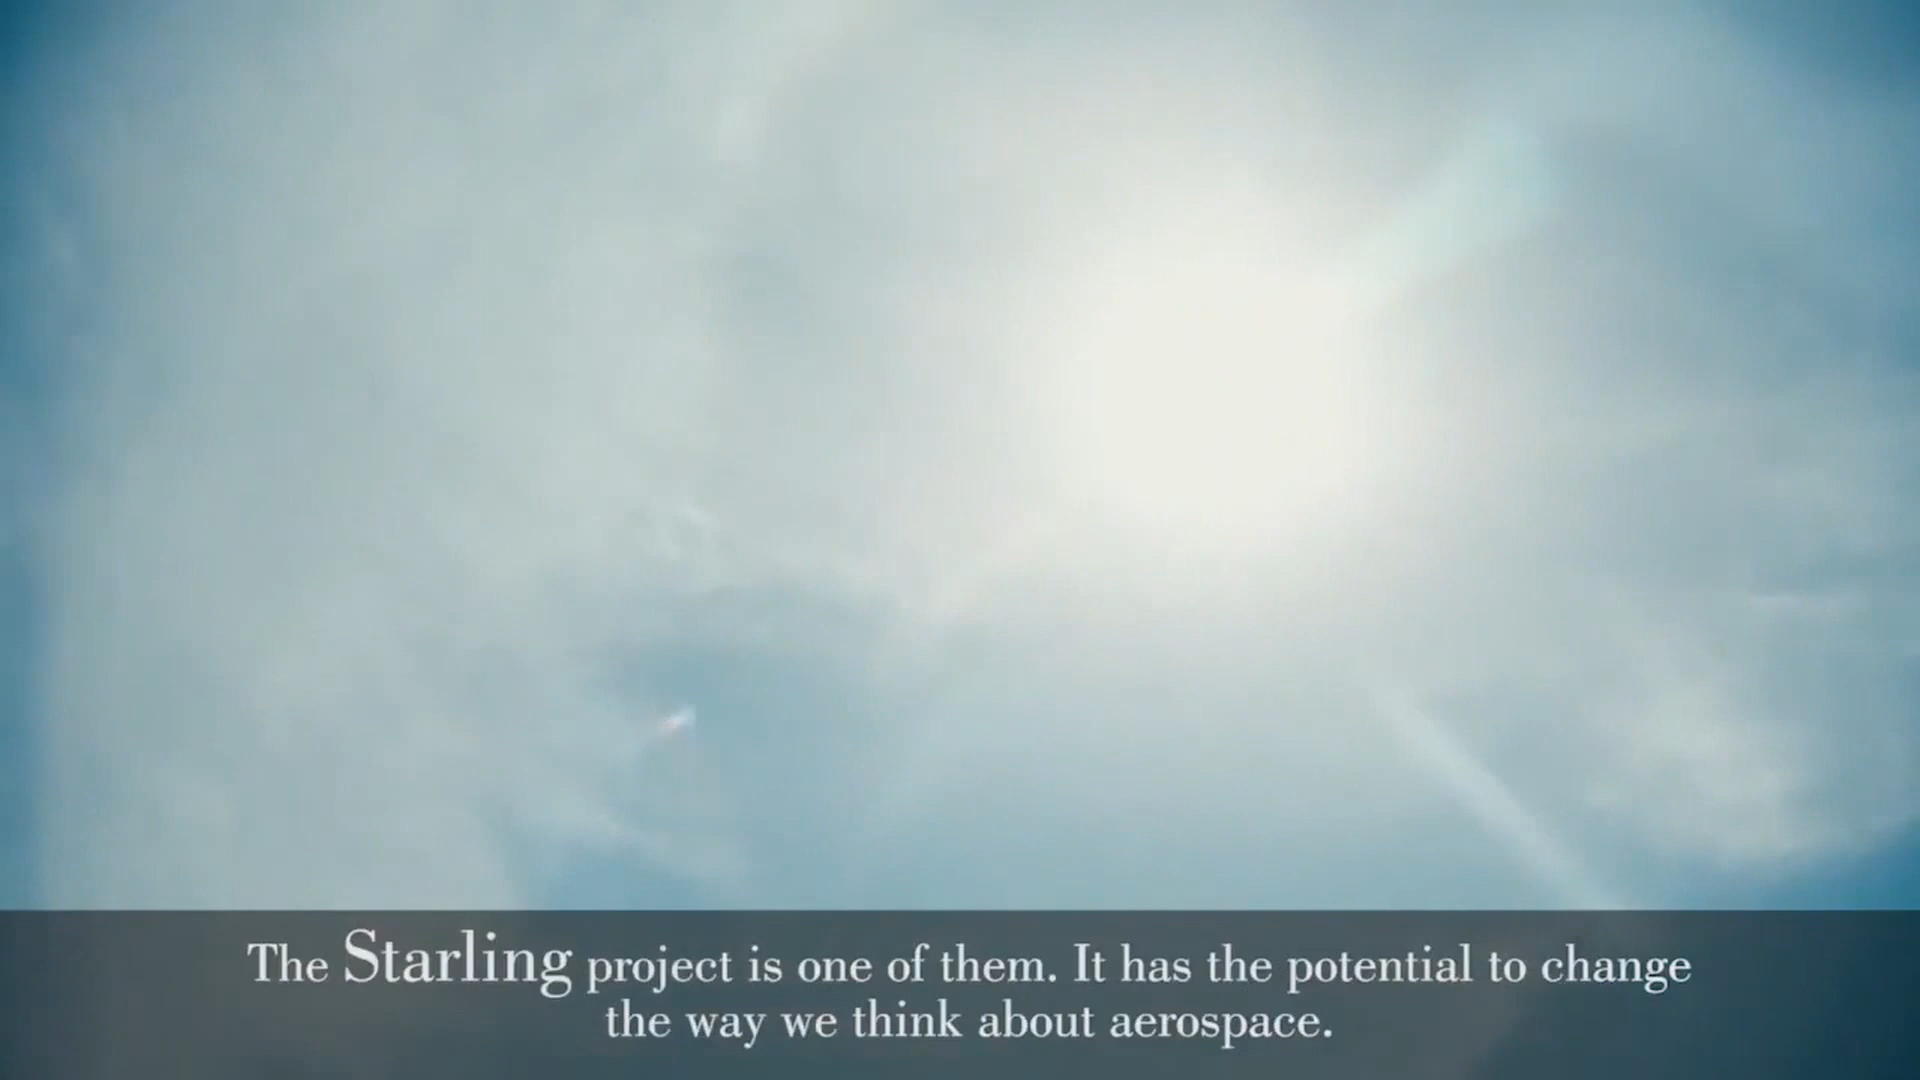 The Starling project is one of them. It has the potential to change
the way we think about aerospace.